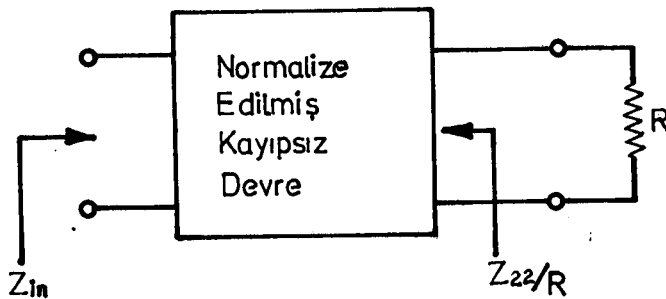 Normalize
Edilmiş
Kayıpsız
Devre
R
Zin
Z22/R